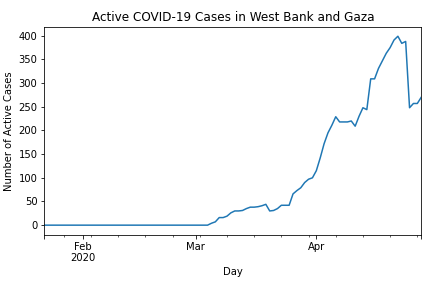 Active COVID-19 Cases in West Bank and Gaza
Number of Active Cases
400
350
300
250
200
150
100
50
0
Feb
2020
Mar
Apr
Day